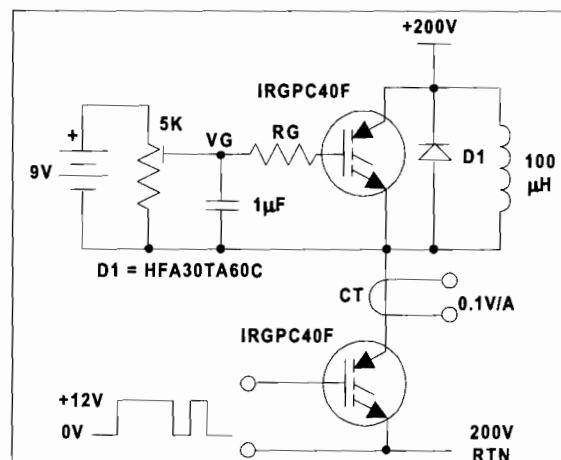 +200V
IRGPC40F
5K
VG
RG
+
9V
1µF
D1
100
µH
D1 = HFA30TA60C
CT
0.1V/A
IRGPC40F
+12V
0V
200V
RTN